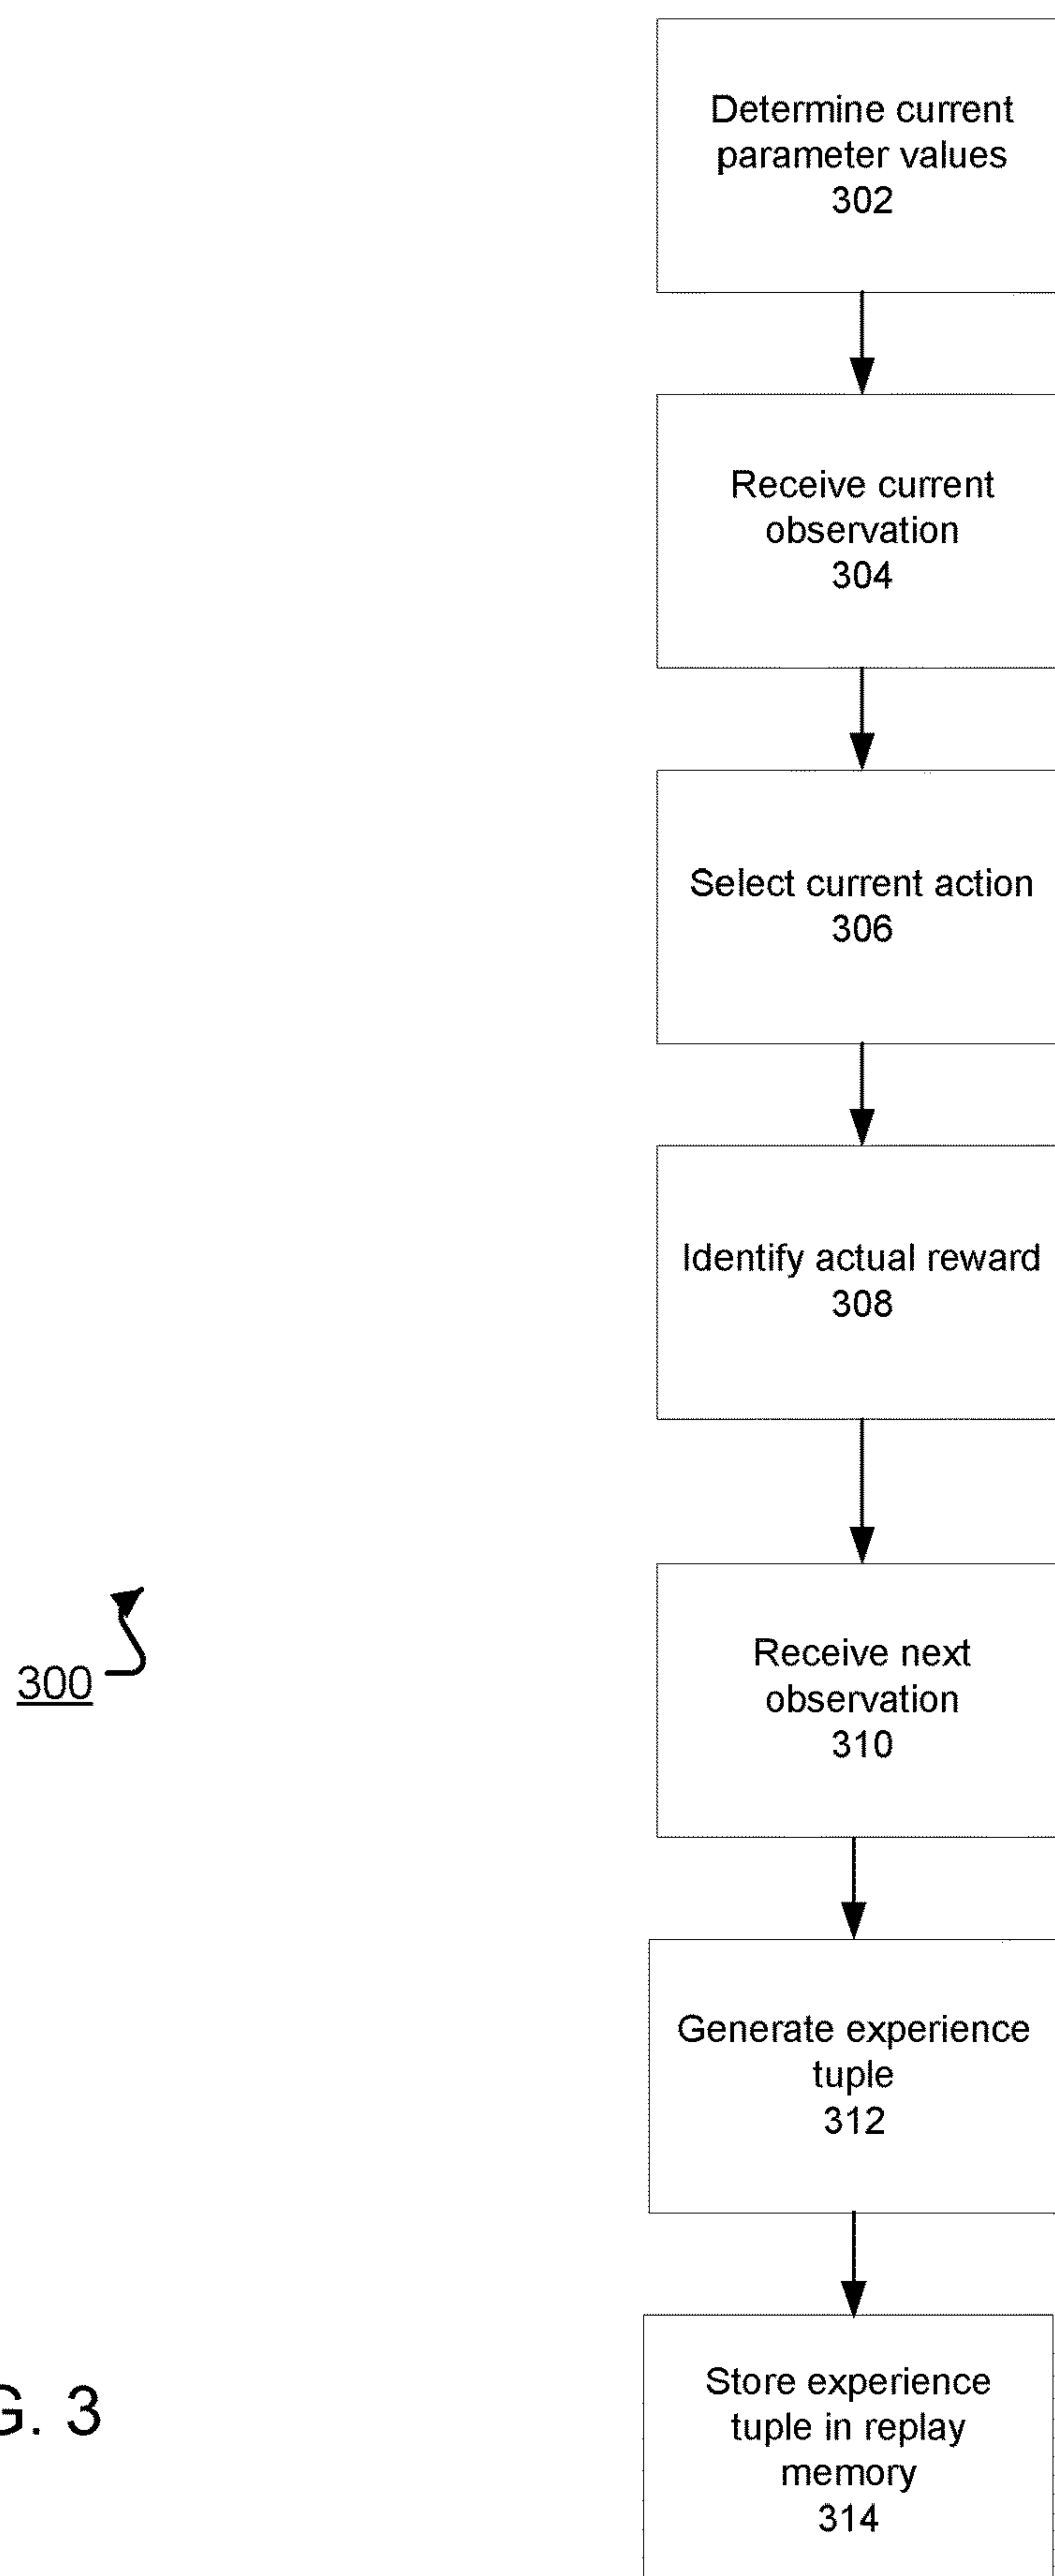 Determine current
parameter values
302
Receive current
observation
304
Select current action
306
Identify actual reward
308
Receive next
observation
310
300
Generate experience
tuple
312
G. 3
Store experience
tuple in replay
memory
314